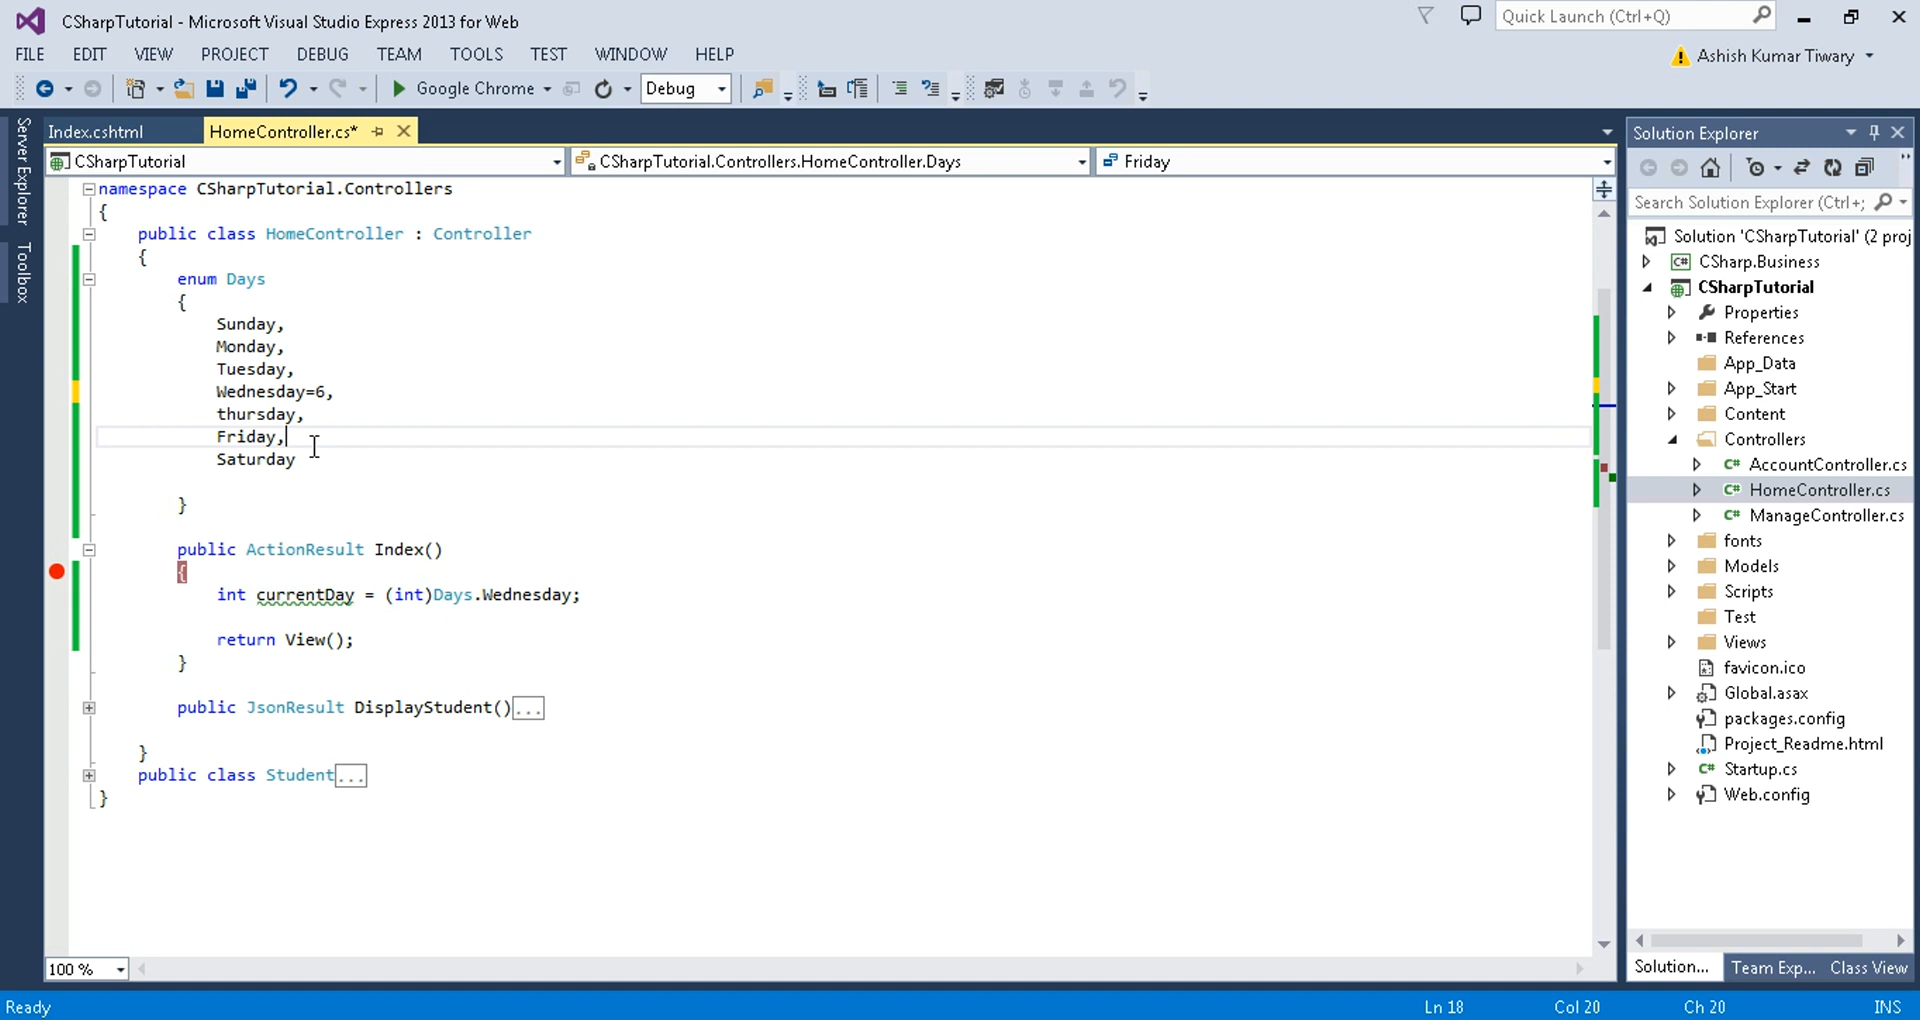 CSharpTutorial - Microsoft Visual Studio Express 2013 for Web
Quick Launch (Ctrl+Q)
FILE EDIT VIEW PROJECT DEBUG TEAM TOOLS TEST WINDOW HELP
Ashish Kumar Tiwary
Google Chrome
Debug
Server Explorer
Toolbox
Index.cshtml
HomeController.cs*
CSharpTutorial
CSharpTutorial.Controllers.HomeController.Days
Friday
namespace CSharpTutorial.Controllers
{
public class HomeController : Controller
{
enum Days
{
Sunday,
Monday,
Tuesday,
Wednesday=6,
thursday,
Friday,
Saturday
}
public ActionResult Index()
{
int currentDay = (int)Days.Wednesday;
return View();
}
public JsonResult DisplayStudent()...
}
public class Student...
}
100 %
Solution Explorer
Search Solution Explorer (Ctrl+;
Solution 'CSharpTutorial' (2 proj
C# CSharp.Business
CSharpTutorial
Properties
References
App_Data
App_Start
Content
Controllers
C# AccountController.cs
C# HomeController.cs
C# ManageController.cs
fonts
Models
Scripts
Test
Views
favicon.ico
Global.asax
packages.config
Project_Readme.html
C# Startup.cs
Web.config
Solution... Team Exp... Class View
Ready
Ln 18 Col 20 Ch 20 INS